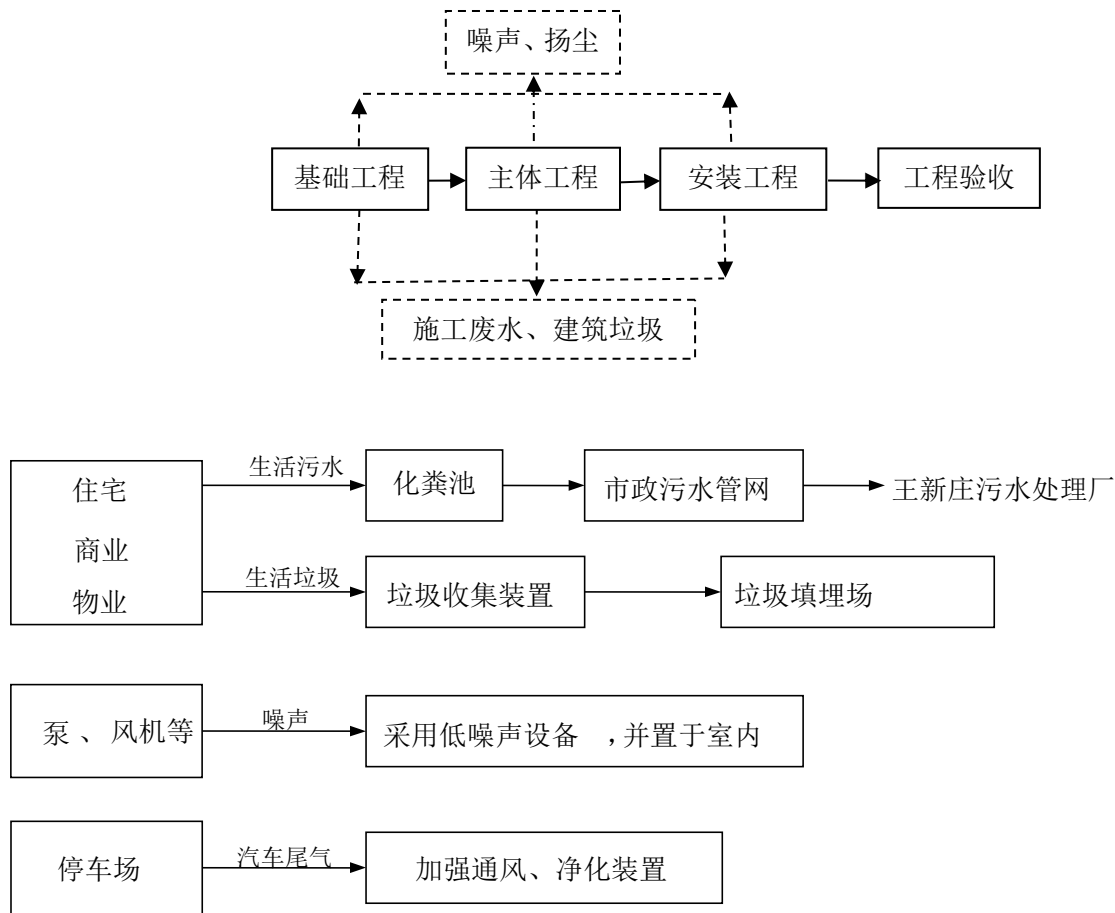 噪声、扬尘
基础工程
主体工程
安装工程
工程验收
施工废水、建筑垃圾
住宅
商业
物业
生活污水
化粪池
市政污水管网
王新庄污水处理厂
生活垃圾
垃圾收集装置
垃圾填埋场
泵 、风机等
噪声
采用低噪声设备 ,并置于室内
停车场
汽车尾气
加强通风、净化装置